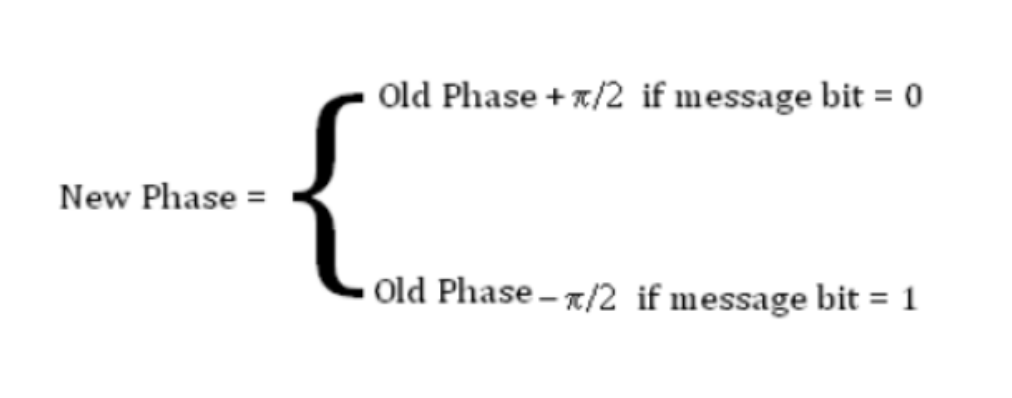 Old Phase + π/2 if message bit = 0
New Phase =
Old Phase − π/2 if message bit = 1